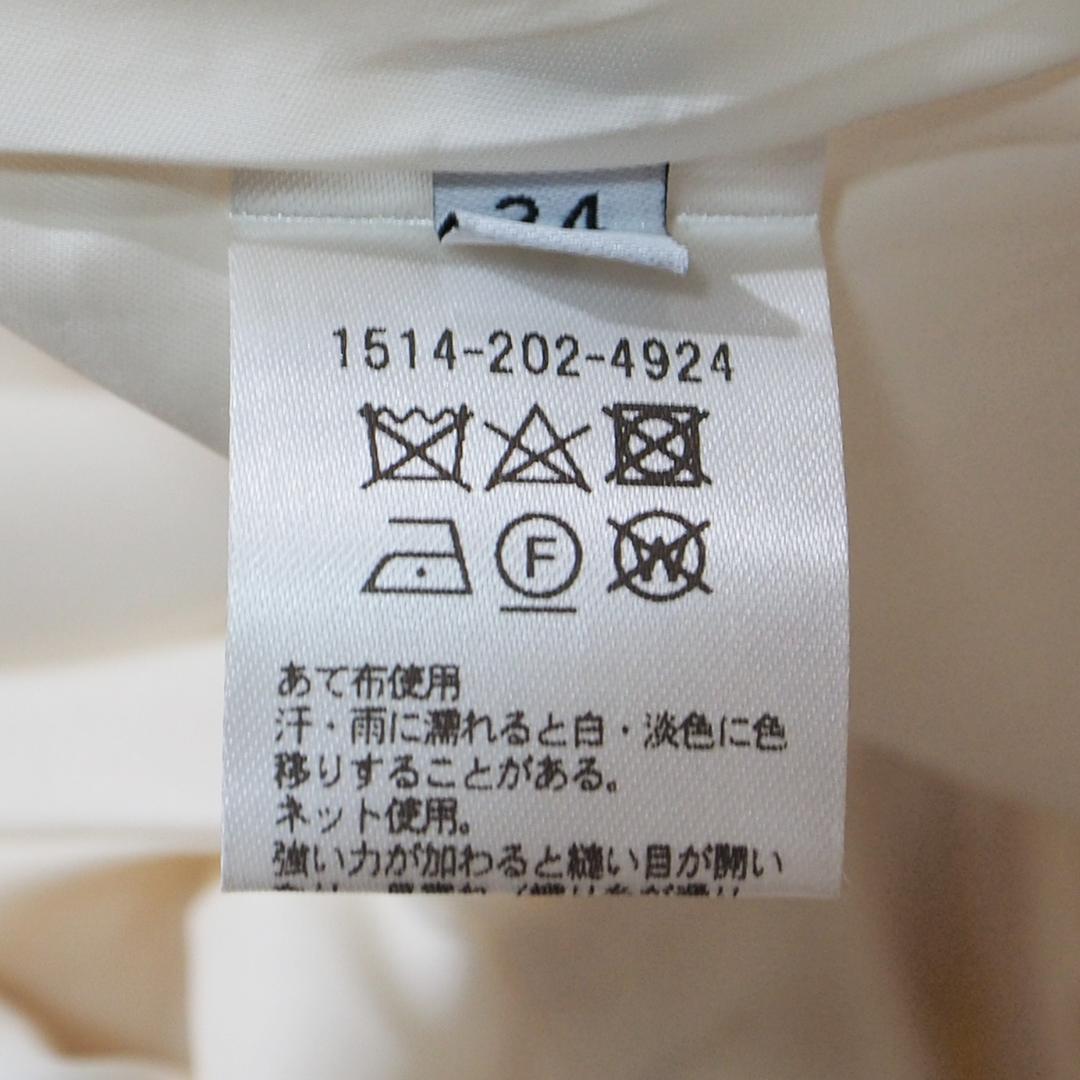 34
1514-202-4924
F
W
あて布使用
汗・雨に濡れると白・淡色に色
移りすることがある。
ネット使用。
強い力が加わると縫い目が開い